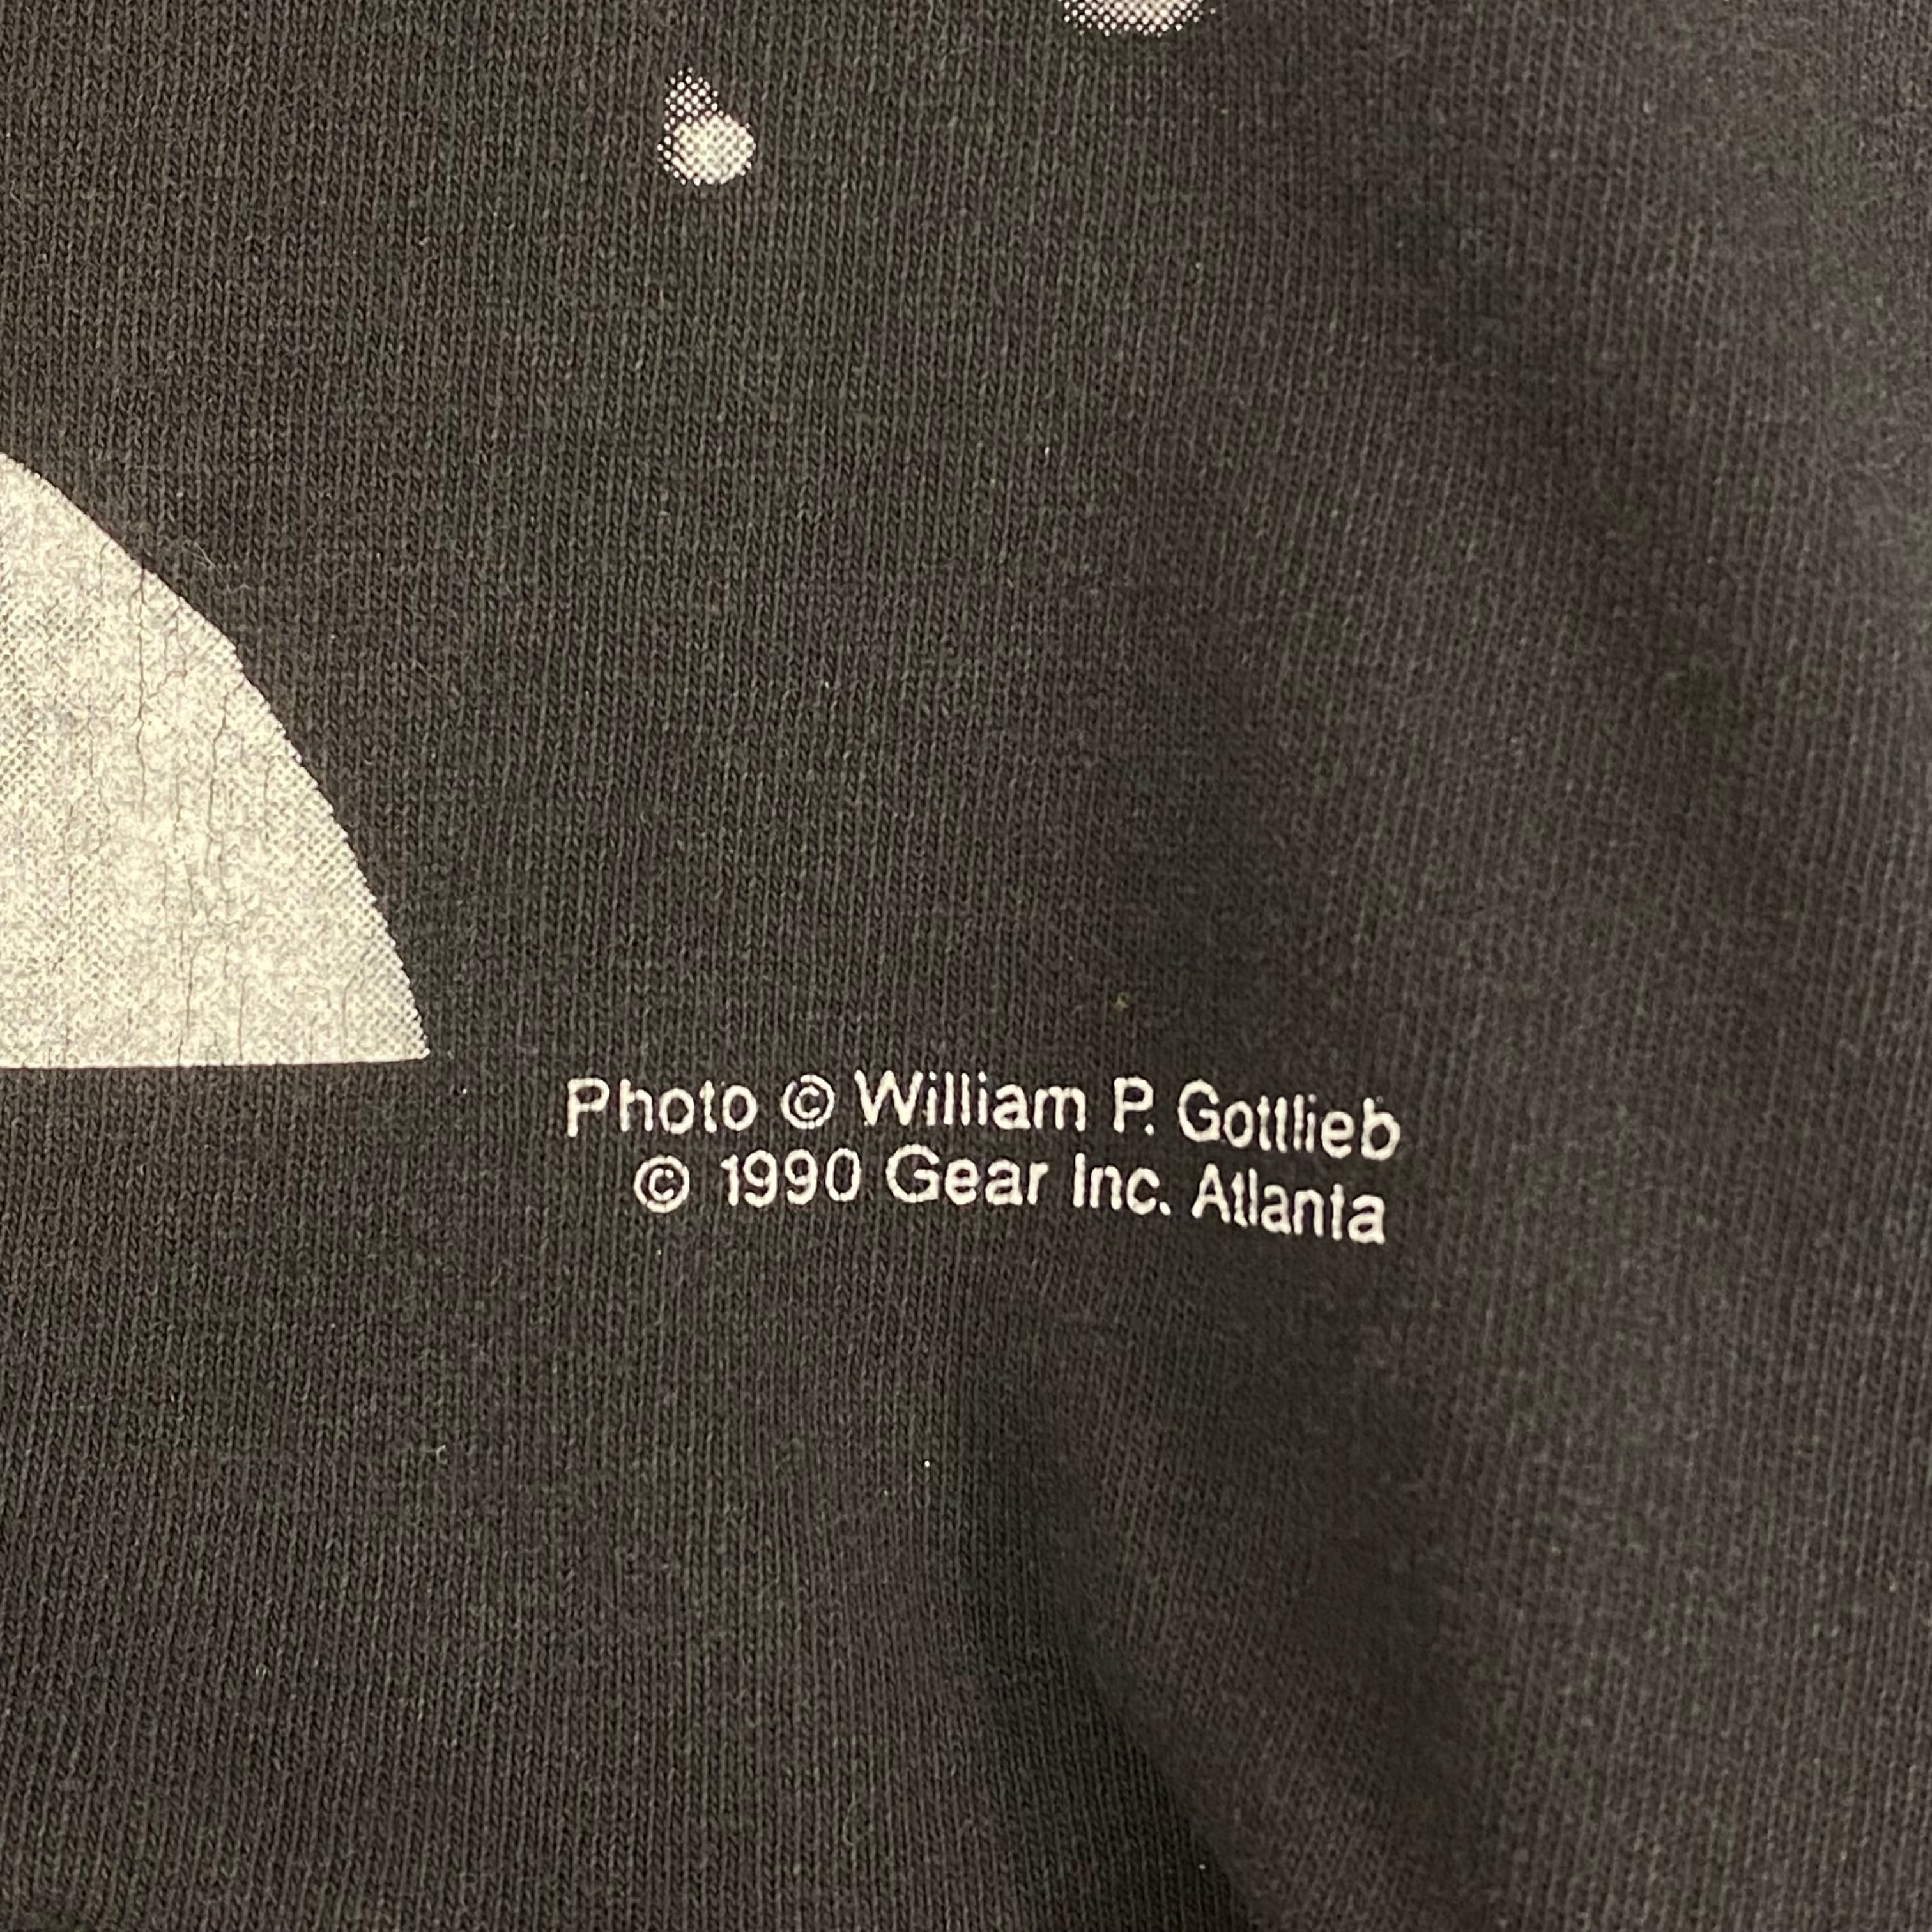 Photo © William P. Gottlieb
© 1990 Gear Inc. Atlanta